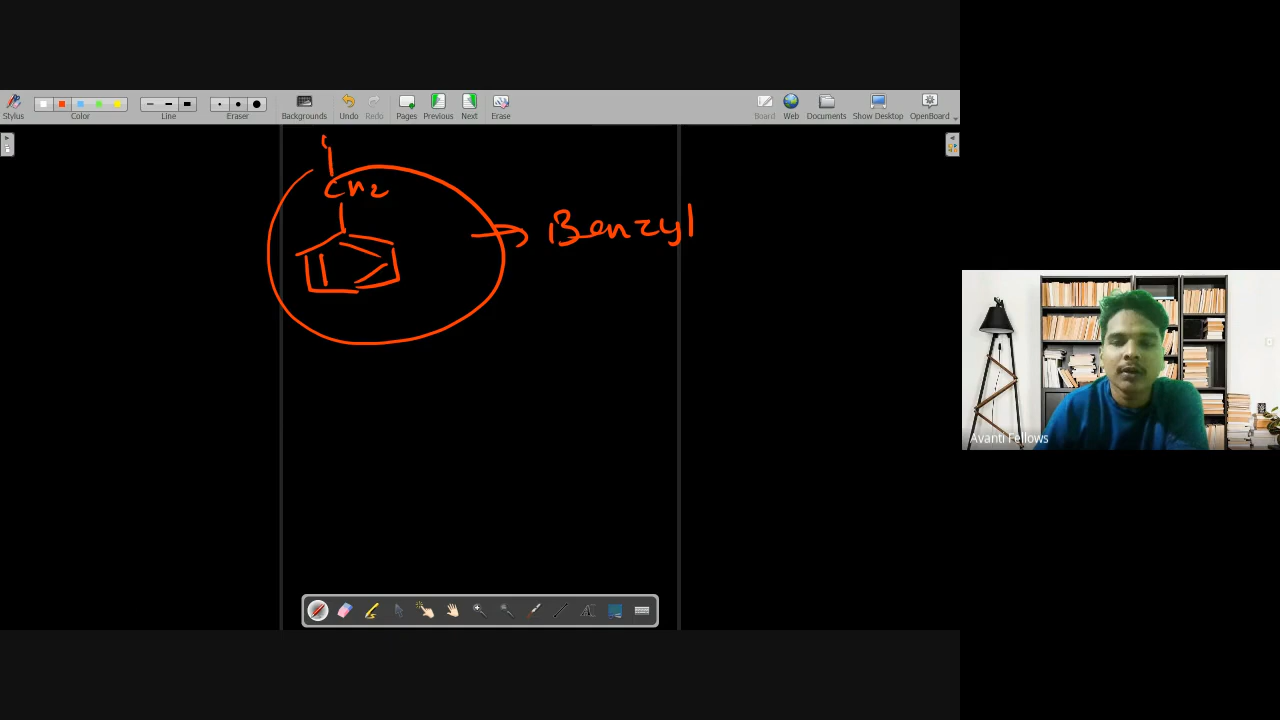 Stylus Color Line Eraser Backgrounds Undo Redo Pages Previous Next Erase Board Web Documents Show Desktop OpenBoard
CH2
Benzyl
Avanti Fellows